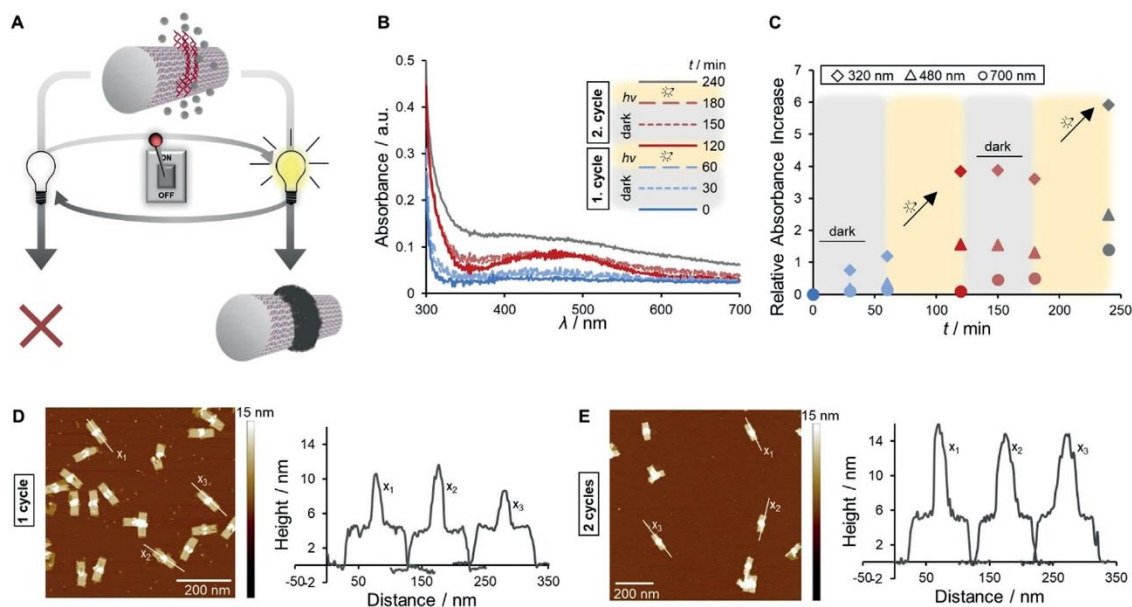 A
ON
OFF
B
Absorbance / a.u.
0.5
0.4
0.3
0.2
0.1
0
300
400
500
600
700
λ / nm
t / min
240
hν
180
2. cycle
dark
150
120
hν
60
1. cycle
dark
30
0
C
Relative Absorbance Increase
◇ 320 nm △ 480 nm ○ 700 nm
7
6
5
4
3
2
1
0
dark
dark
0
50
100
150
200
250
t / min
D
1 cycle
15 nm
x1
x3
x2
200 nm
Height / nm
14
10
6
2
-2
x1
x2
x3
-50
50
150
250
350
Distance / nm
E
2 cycles
15 nm
x1
x3
x2
200 nm
Height / nm
14
10
6
2
-2
x1
x2
x3
-50
50
150
250
350
Distance / nm